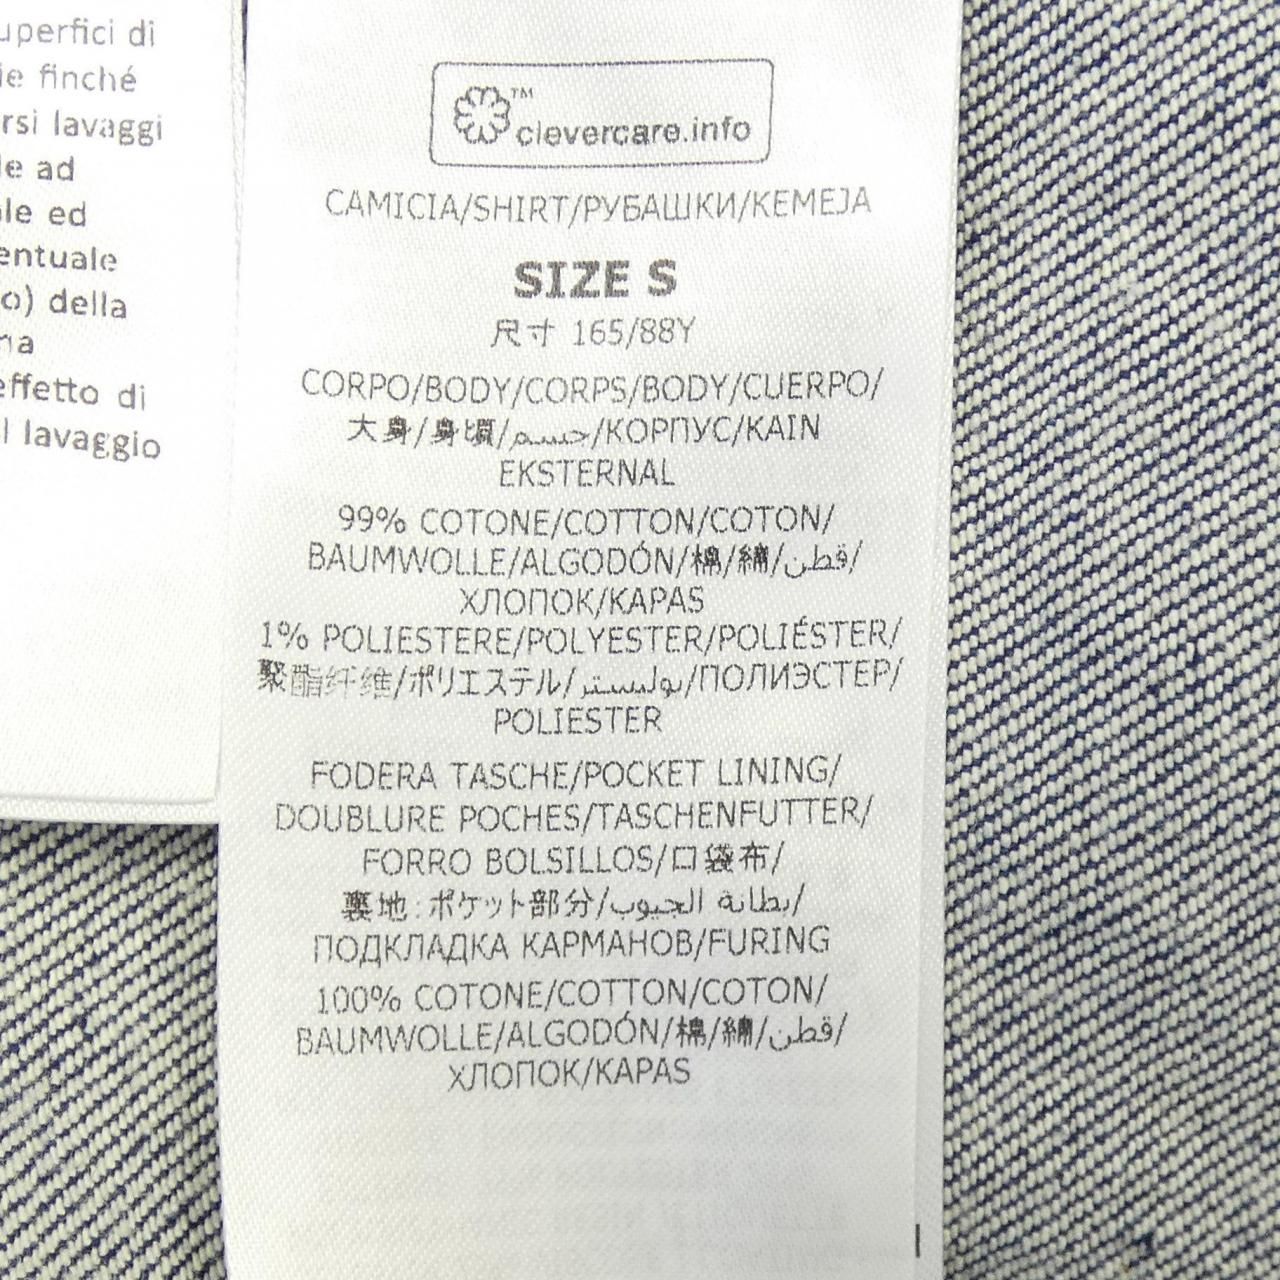 uperfici di
ie finché
rsi lavaggi
le ad
ale ed
entuale
o) della
na
effetto di
l lavaggio
™
clevercare.info
CAMICIA/SHIRT/РУБАШКИ/KEMEJA
SIZE S
尺寸 165/88Y
CORPO/BODY/CORPS/BODY/CUERPO/
大身/身頃/جسم/КОРПУС/KAIN
EKSTERNAL
99% COTONE/COTTON/COTON/
BAUMWOLLE/ALGODÓN/棉/綿/قطن/
ХЛОПОК/KAPAS
1% POLIESTERE/POLYESTER/POLIÉSTER/
聚酯纤维/ポリエステル/بوليستر/ПОЛИЭСТЕР/
POLIESTER
FODERA TASCHE/POCKET LINING/
DOUBLURE POCHES/TASCHENFUTTER/
FORRO BOLSILLOS/口袋布/
裏地:ポケット部分/بطانة الجيوب/
ПОДКЛАДКА КАРМАНОВ/FURING
100% COTONE/COTTON/COTON/
BAUMWOLLE/ALGODÓN/棉/綿/قطن/
ХЛОПОК/KAPAS